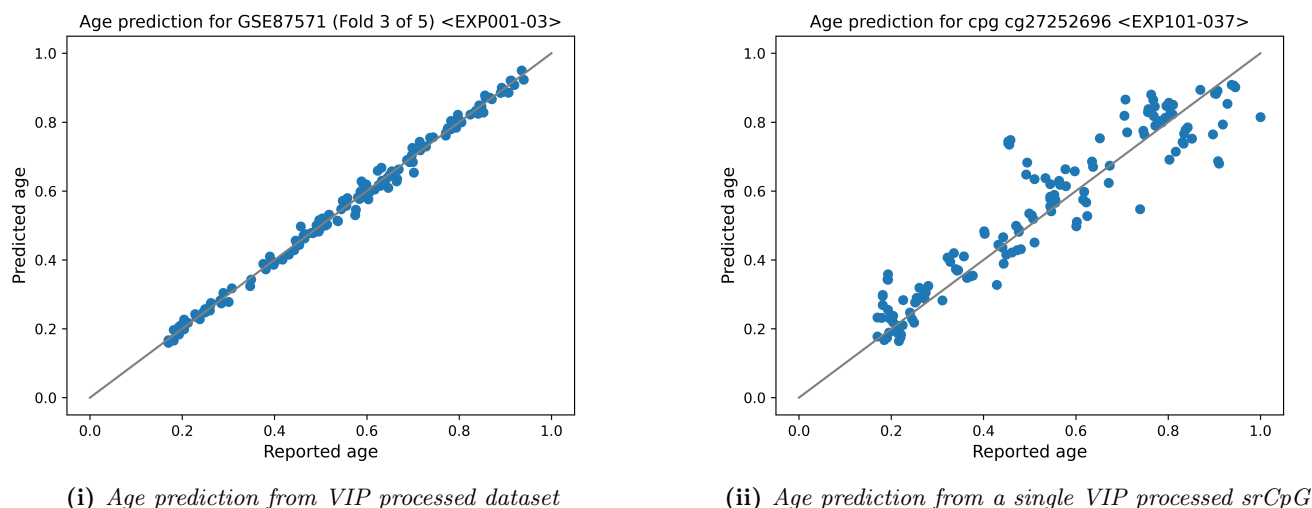 Age prediction for GSE87571 (Fold 3 of 5) <EXP001-03>
1.0
0.8
0.6
0.4
0.2
0.0
Predicted age
0.0 0.2 0.4 0.6 0.8 1.0
Reported age
(i) Age prediction from VIP processed dataset
Age prediction for cpg cg27252696 <EXP101-037>
1.0
0.8
0.6
0.4
0.2
0.0
Predicted age
0.0 0.2 0.4 0.6 0.8 1.0
Reported age
(ii) Age prediction from a single VIP processed srCpG